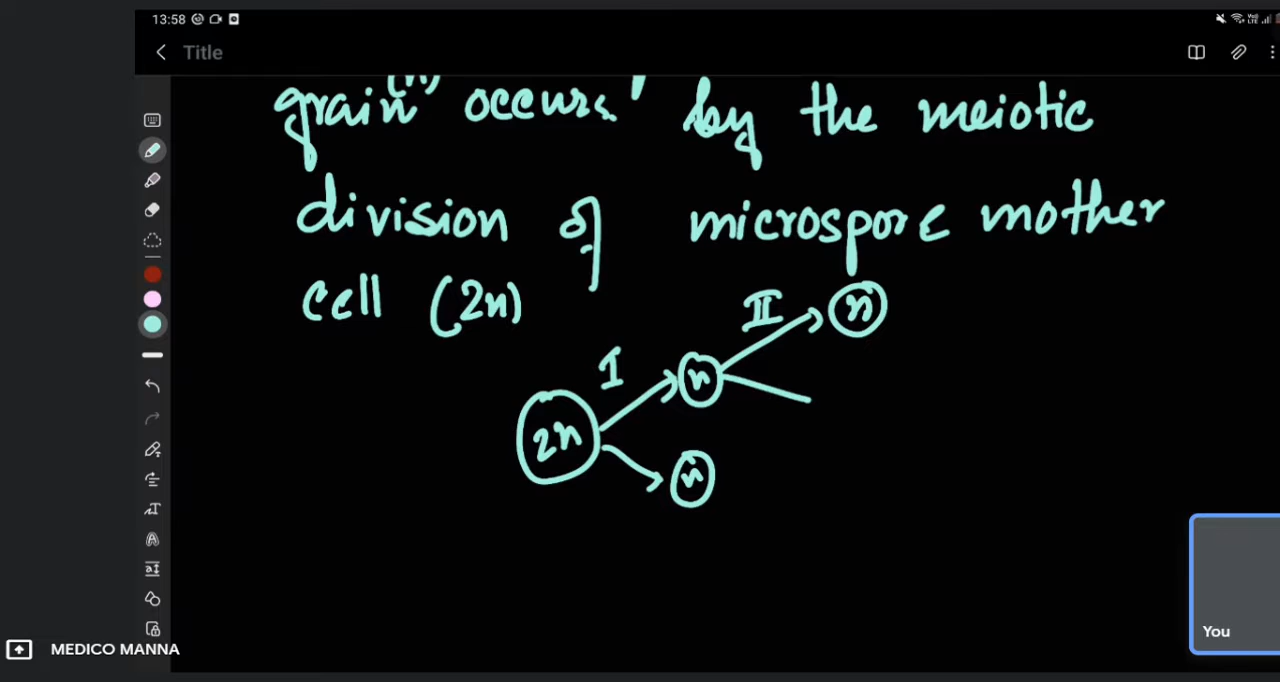 13:58
Title
grain (n) occurs by the meiotic
division of microspore mother
cell (2n)
II n
I n
2n
n
You
MEDICO MANNA